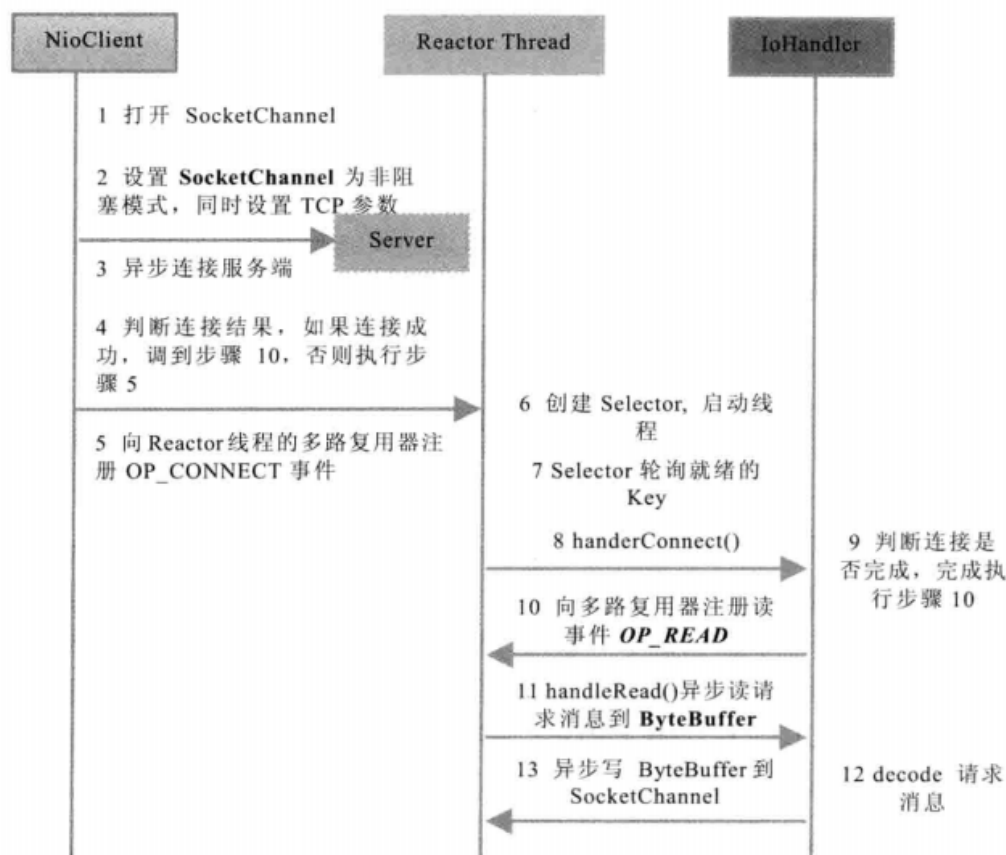 NioClient
Reactor Thread
IoHandler
1 打开 SocketChannel
2 设置 SocketChannel 为非阻
塞模式，同时设置 TCP 参数
Server
3 异步连接服务端
4 判断连接结果，如果连接成
功，调到步骤 10，否则执行步
骤 5
5 向 Reactor 线程的多路复用器注
册 OP_CONNECT 事件
6 创建 Selector, 启动线
程
7 Selector 轮询就绪的
Key
8 handerConnect()
9 判断连接是
否完成，完成执
行步骤 10
10 向多路复用器注册读
事件 OP_READ
11 handleRead()异步读请
求消息到 ByteBuffer
12 decode 请求
消息
13 异步写 ByteBuffer 到
SocketChannel